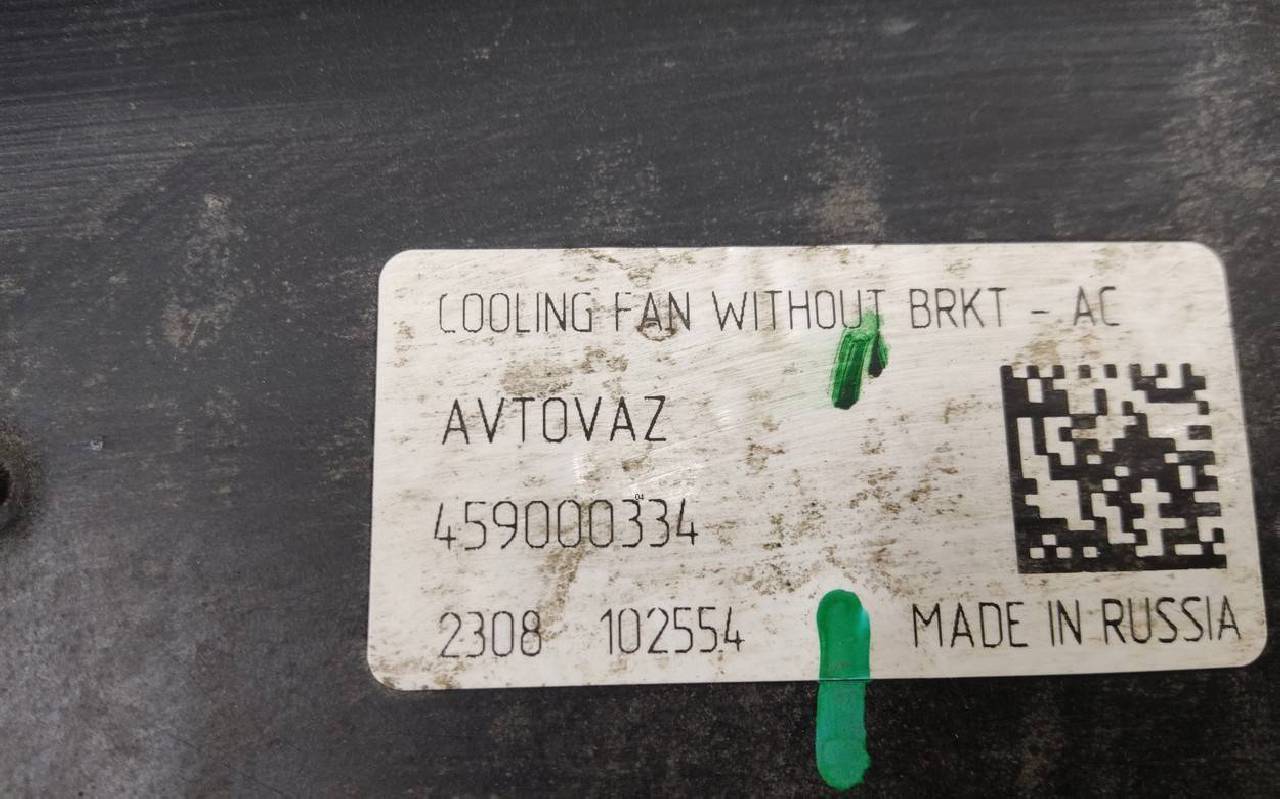 COOLING FAN WITHOUT BRKT - AC
AVTOVAZ
459000334
2308 102554 MADE IN RUSSIA